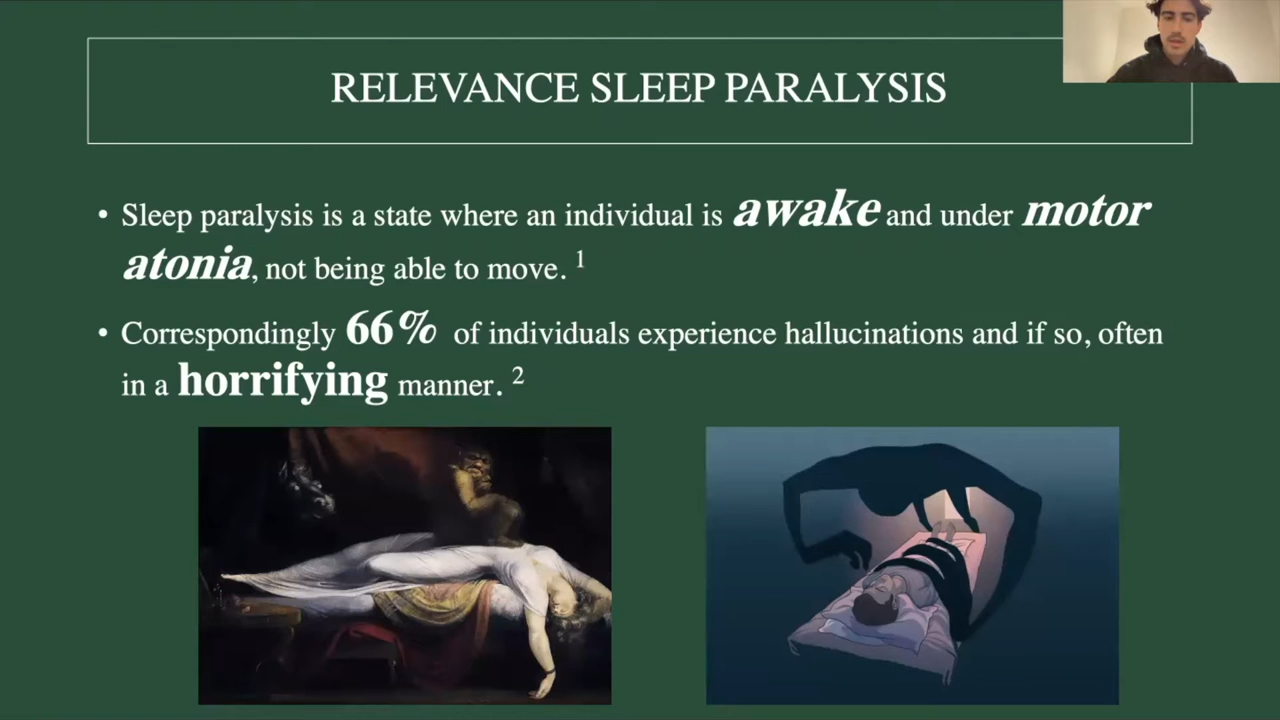 RELEVANCE SLEEP PARALYSIS
• Sleep paralysis is a state where an individual is awake and under motor
atonia, not being able to move. 1
• Correspondingly 66% of individuals experience hallucinations and if so, often
in a horrifying manner. 2